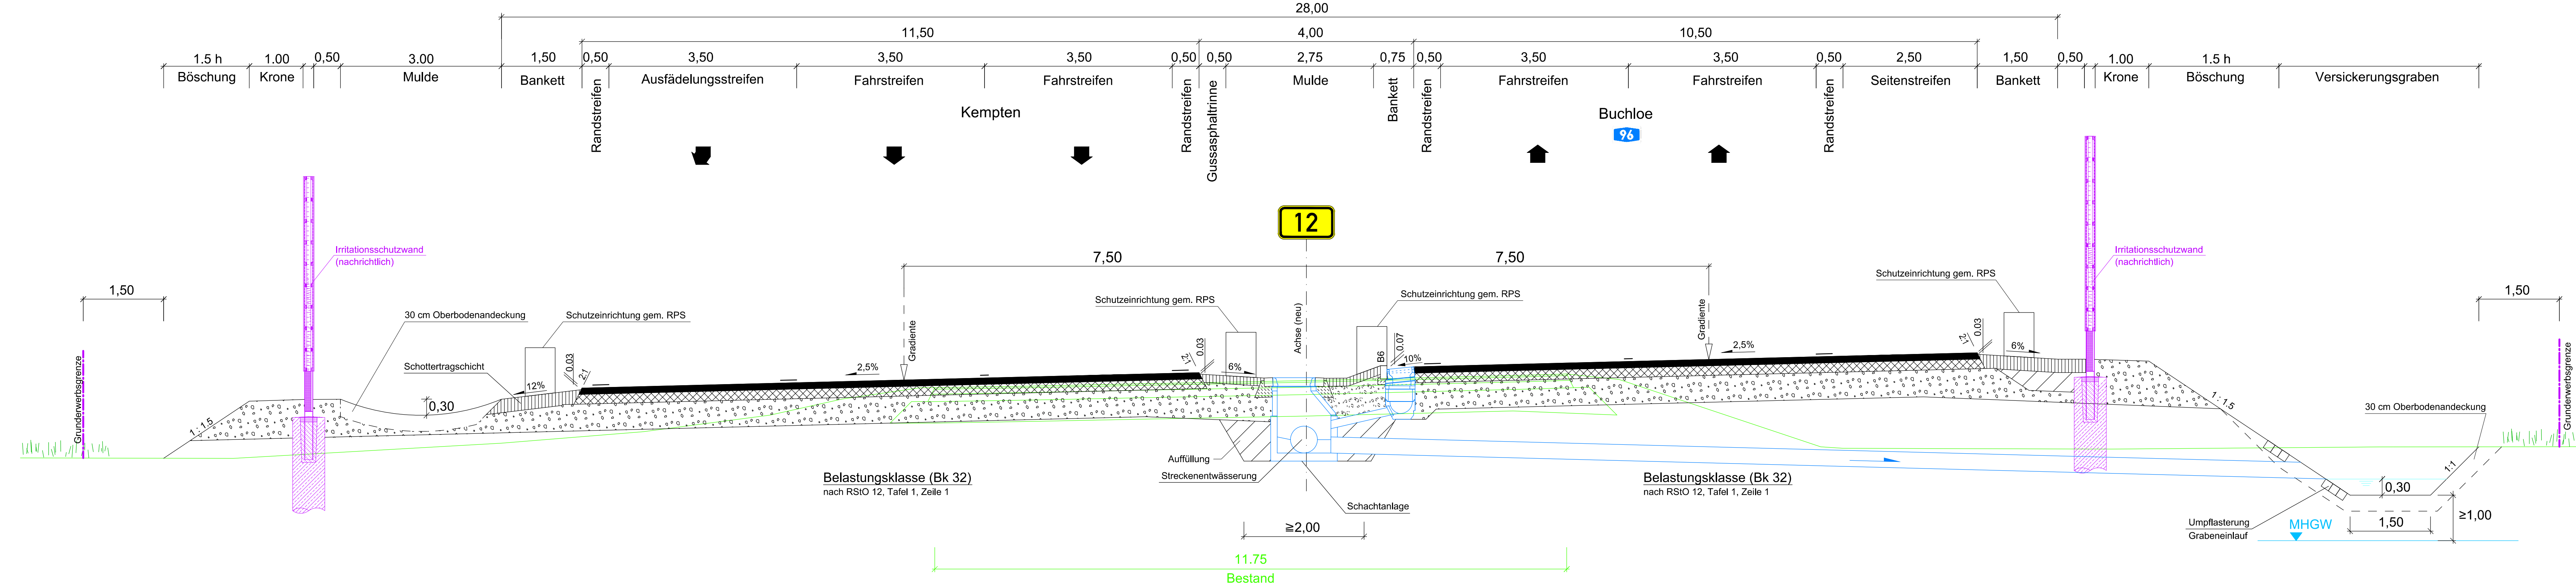 28,00
11,50
4,00
10,50
1.5 h
1.00
0,50
3.00
1,50
0,50
3,50
3,50
3,50
0,50
0,50
2,75
0,75
0,50
3,50
3,50
0,50
2,50
1,50
0,50
1.00
1.5 h
Böschung
Krone
Mulde
Bankett
Randstreifen
Ausfädelungsstreifen
Fahrstreifen
Fahrstreifen
Randstreifen
Gussasphaltrinne
Mulde
Bankett
Randstreifen
Fahrstreifen
Fahrstreifen
Randstreifen
Seitenstreifen
Bankett
Krone
Böschung
Versickerungsgraben
Kempten
Buchloe
96
12
Irritationsschutzwand
(nachrichtlich)
7,50
7,50
Irritationsschutzwand
(nachrichtlich)
1,50
30 cm Oberbodenandeckung
Schutzeinrichtung gem. RPS
Schutzeinrichtung gem. RPS
Schutzeinrichtung gem. RPS
Schutzeinrichtung gem. RPS
1,50
Grunderwerbsgrenze
Schottertragschicht
0,30
12%
0.03
2:1
2,5%
Gradiente
2:1
0.03
6%
Achse (neu)
B6
0.07
10%
Gradiente
2,5%
2:1
0.03
6%
1 : 1.5
1 : 1.5
30 cm Oberbodenandeckung
Grunderwerbsgrenze
Auffüllung
Streckenentwässerung
Schachtanlage
Belastungsklasse (Bk 32)
nach RStO 12, Tafel 1, Zeile 1
Belastungsklasse (Bk 32)
nach RStO 12, Tafel 1, Zeile 1
1:1
0,30
≥1,00
1,50
Umpflasterung
Grabeneinlauf
MHGW
≧2,00
11.75
Bestand